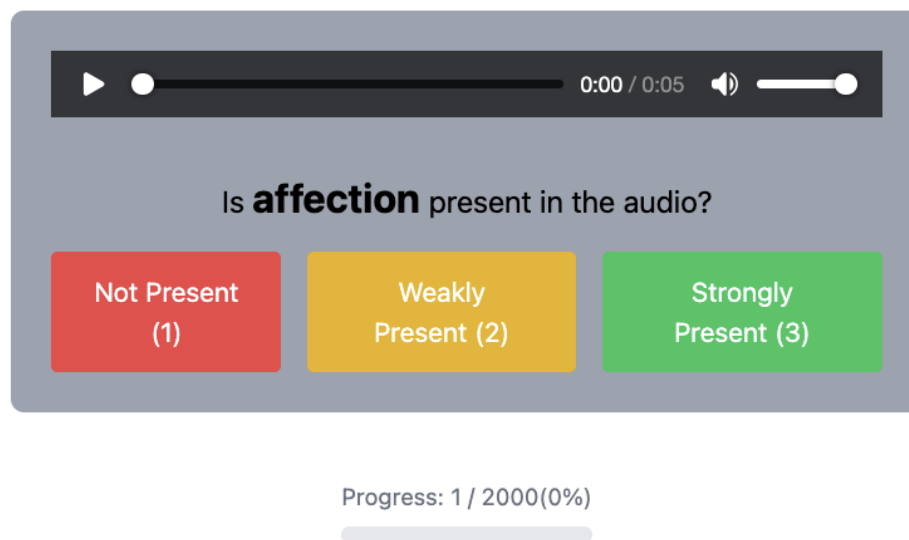 0:00 / 0:05
Is affection present in the audio?
Not Present
(1)
Weakly
Present (2)
Strongly
Present (3)
Progress: 1 / 2000(0%)